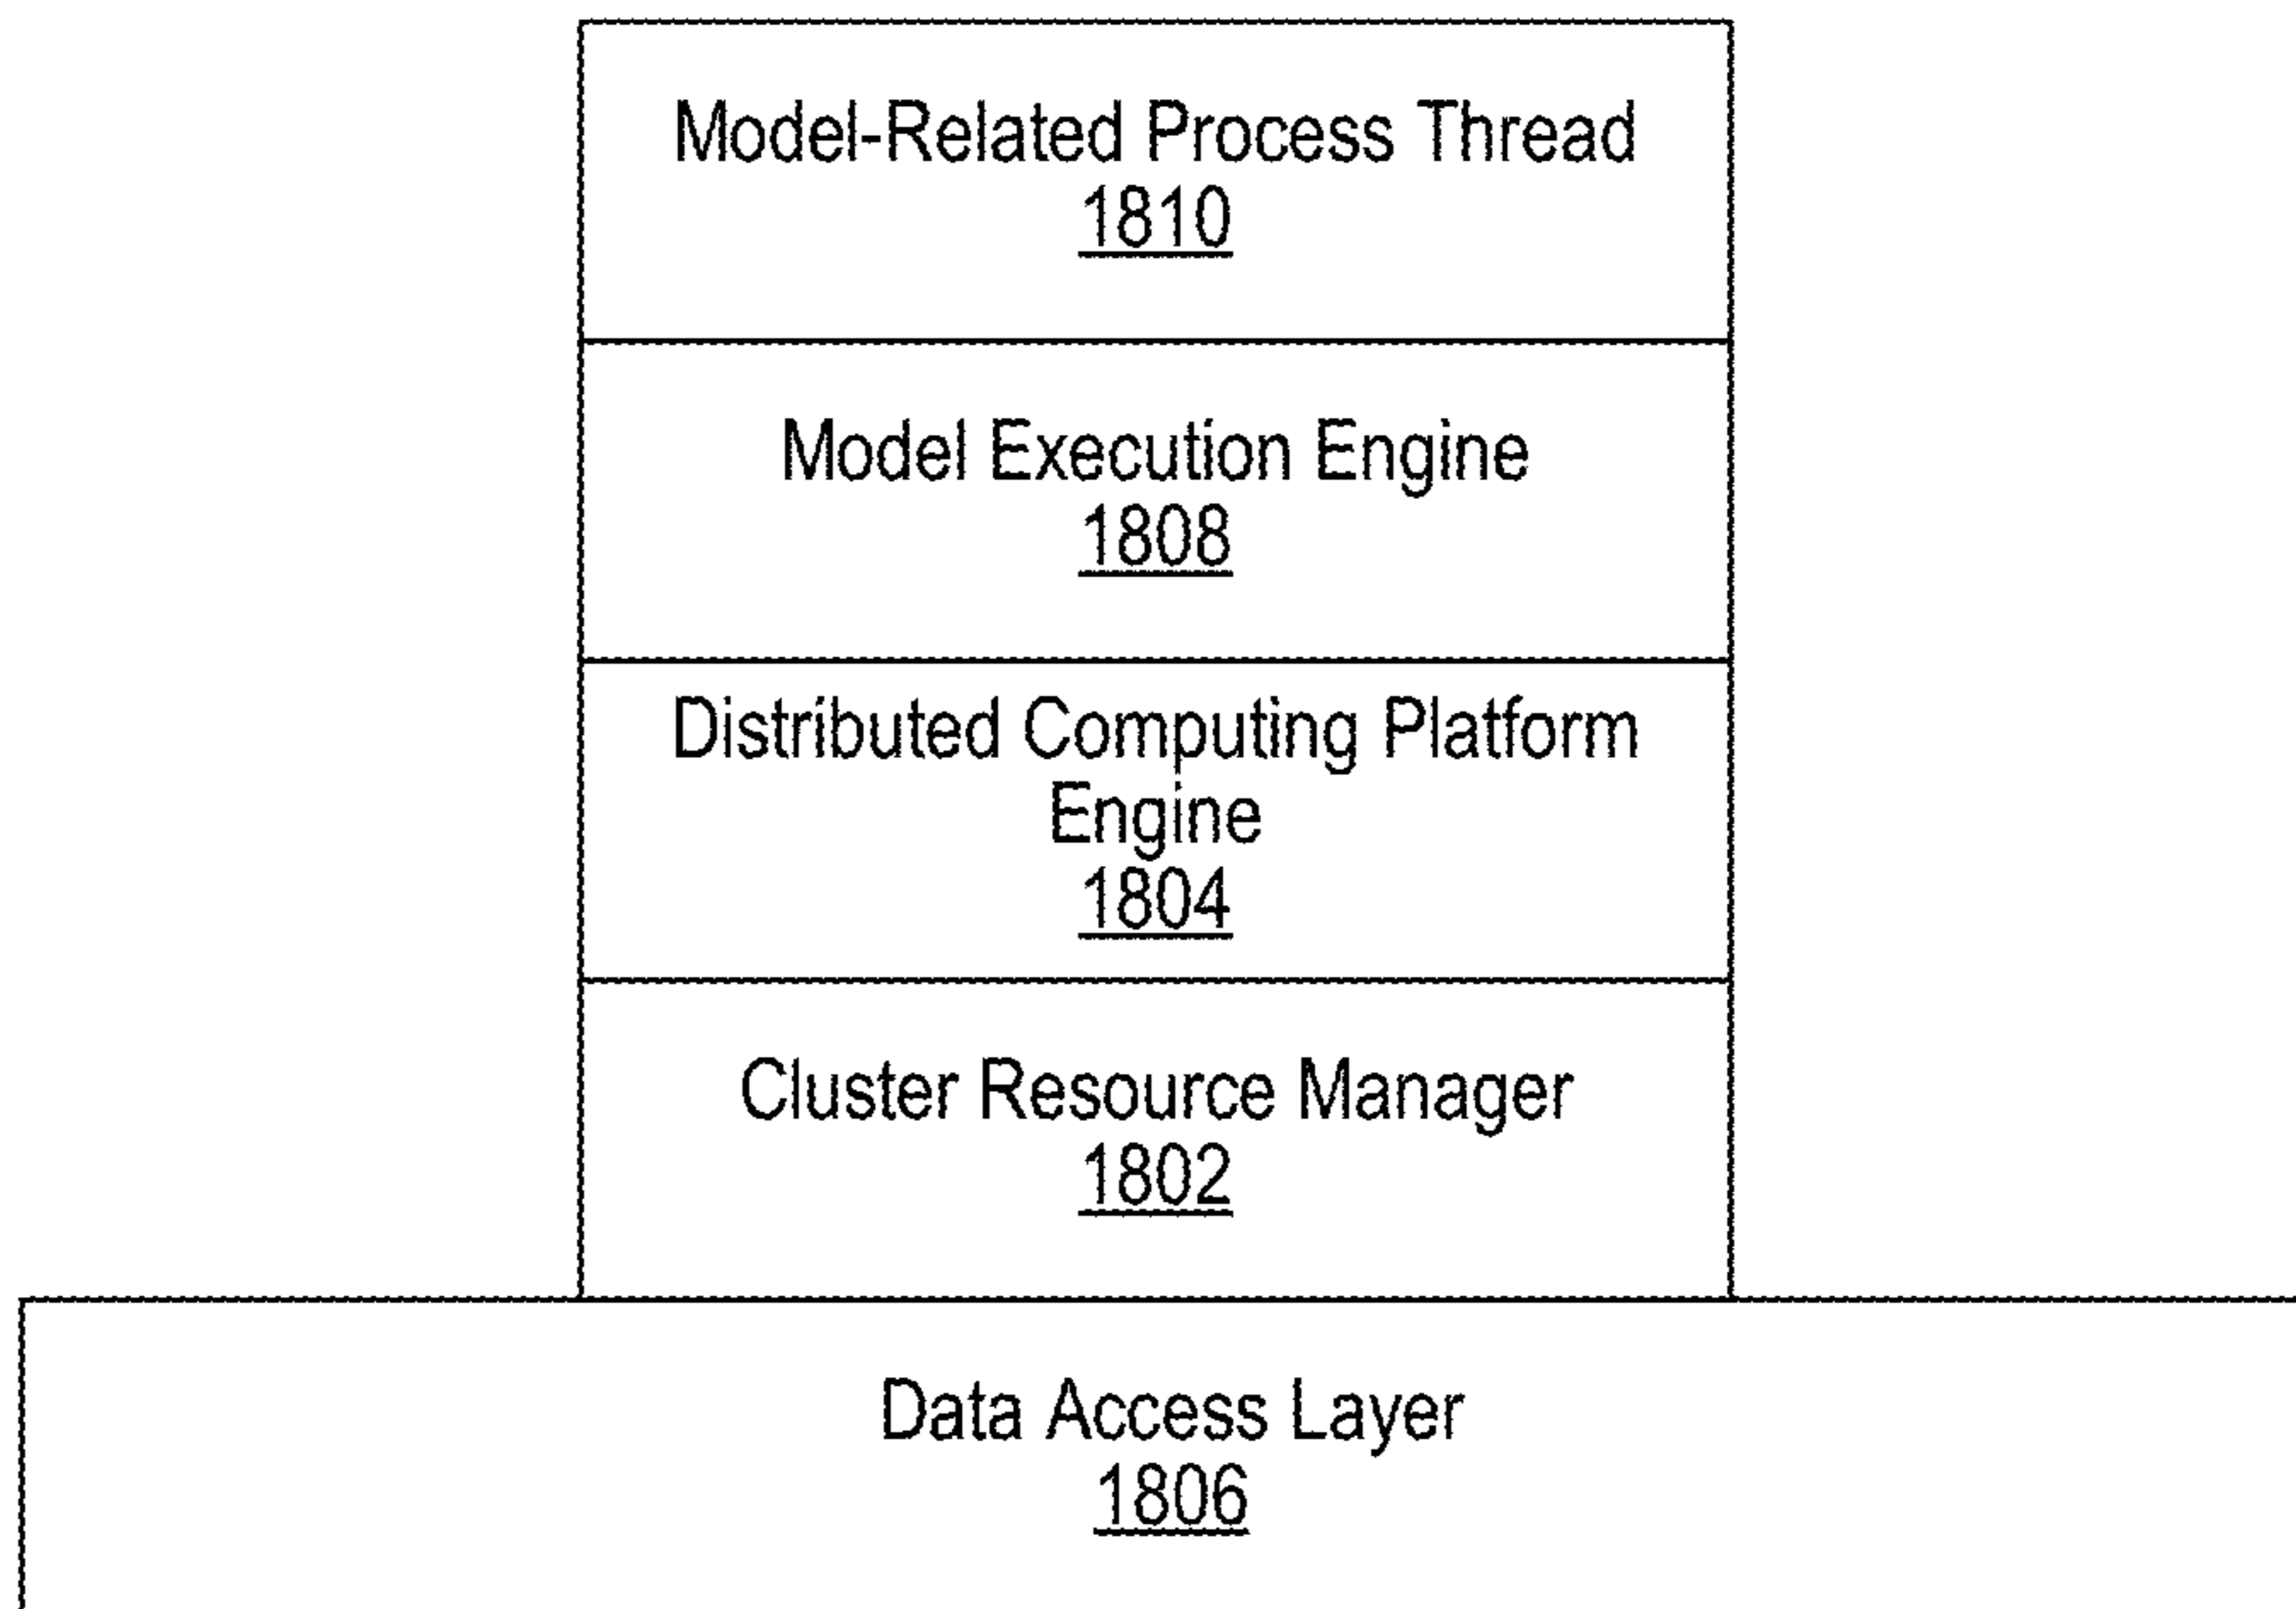 Model-Related Process Thread
1810
Model Execution Engine
1808
Distributed Computing Platform
Engine
1804
Cluster Resource Manager
1802
Data Access Layer
1806